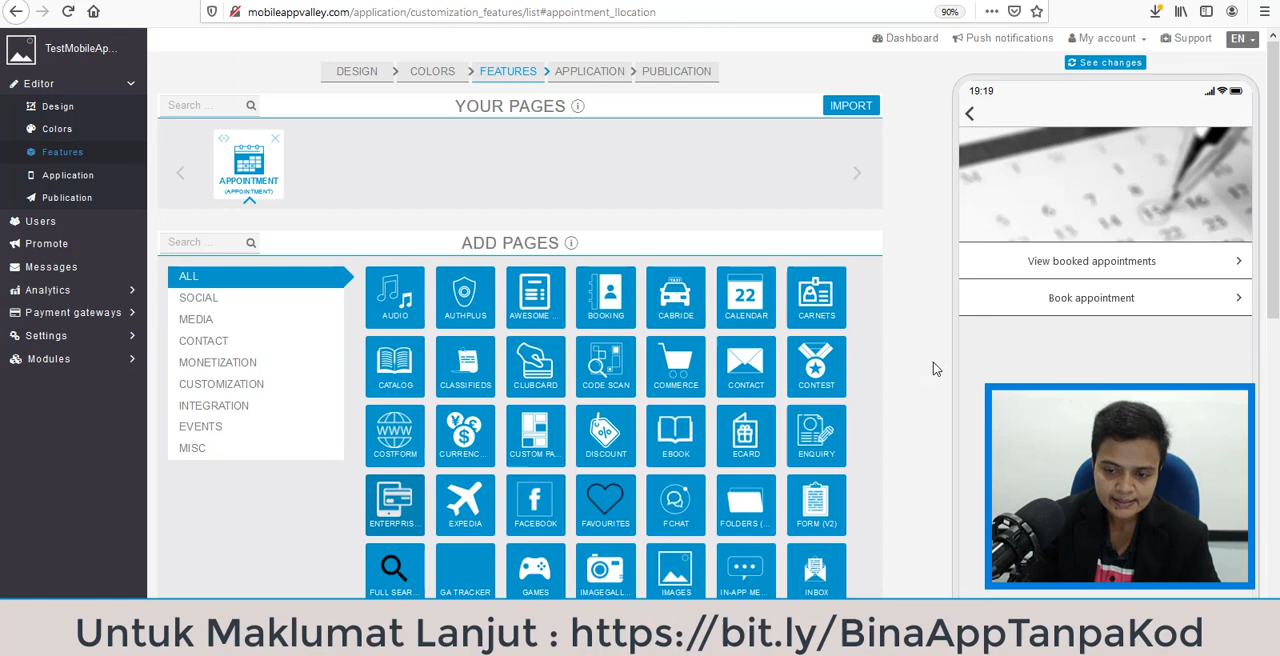 mobileappvalley.com/application/customization_features/list#appointment_llocation
90%
TestMobileAp...
Dashboard
Push notifications
My account
Support
EN
Editor
Design
Colors
Features
Application
Publication
Users
Promote
Messages
Analytics
Payment gateways
Settings
Modules
DESIGN
COLORS
FEATURES
APPLICATION
PUBLICATION
See changes
Search ...
YOUR PAGES
IMPORT
APPOINTMENT
(APPOINTMENT)
Search ...
ADD PAGES
ALL
SOCIAL
MEDIA
CONTACT
MONETIZATION
CUSTOMIZATION
INTEGRATION
EVENTS
MISC
AUDIO
AUTHPLUS
AWESOME ...
BOOKING
CABRIDE
22
CALENDAR
CARNETS
CATALOG
CLASSIFIEDS
CLUBCARD
CODE SCAN
COMMERCE
CONTACT
CONTEST
WWW
COSTFORM
CURRENC...
CUSTOM PA...
DISCOUNT
EBOOK
ECARD
ENQUIRY
ENTERPRIS...
EXPEDIA
FACEBOOK
FAVOURITES
FCHAT
FOLDERS (...
FORM (V2)
FULL SEAR...
GA TRACKER
GAMES
IMAGEGALL...
IMAGES
IN-APP ME...
INBOX
19:19
View booked appointments
Book appointment
Untuk Maklumat Lanjut : https://bit.ly/BinaAppTanpaKod